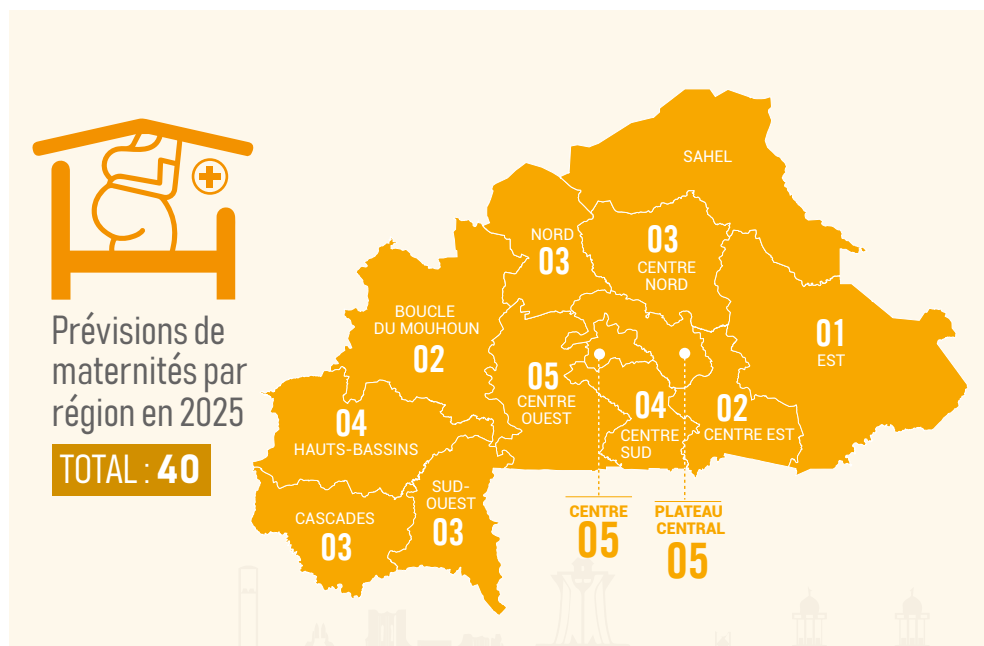 Prévisions de
maternités par
région en 2025
TOTAL : 40
SAHEL
NORD
03
03
CENTRE
NORD
BOUCLE
DU MOUHOUN
02
01
EST
05
CENTRE
OUEST
04
CENTRE
SUD
02
CENTRE EST
04
HAUTS-BASSINS
CASCADES
03
SUD-
OUEST
03
CENTRE
05
PLATEAU
CENTRAL
05